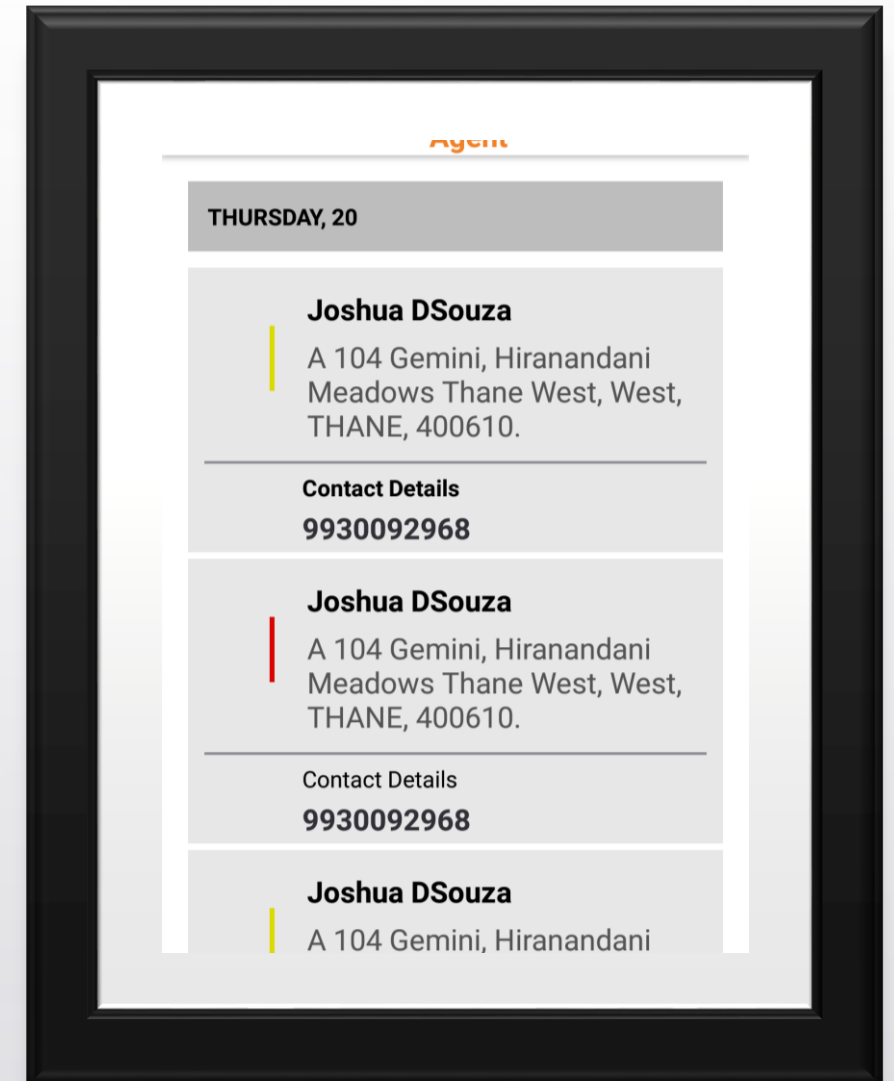 Agent
THURSDAY, 20
Joshua DSouza
A 104 Gemini, Hiranandani
Meadows Thane West, West,
THANE, 400610.
Contact Details
9930092968
Joshua DSouza
A 104 Gemini, Hiranandani
Meadows Thane West, West,
THANE, 400610.
Contact Details
9930092968
Joshua DSouza
A 104 Gemini, Hiranandani